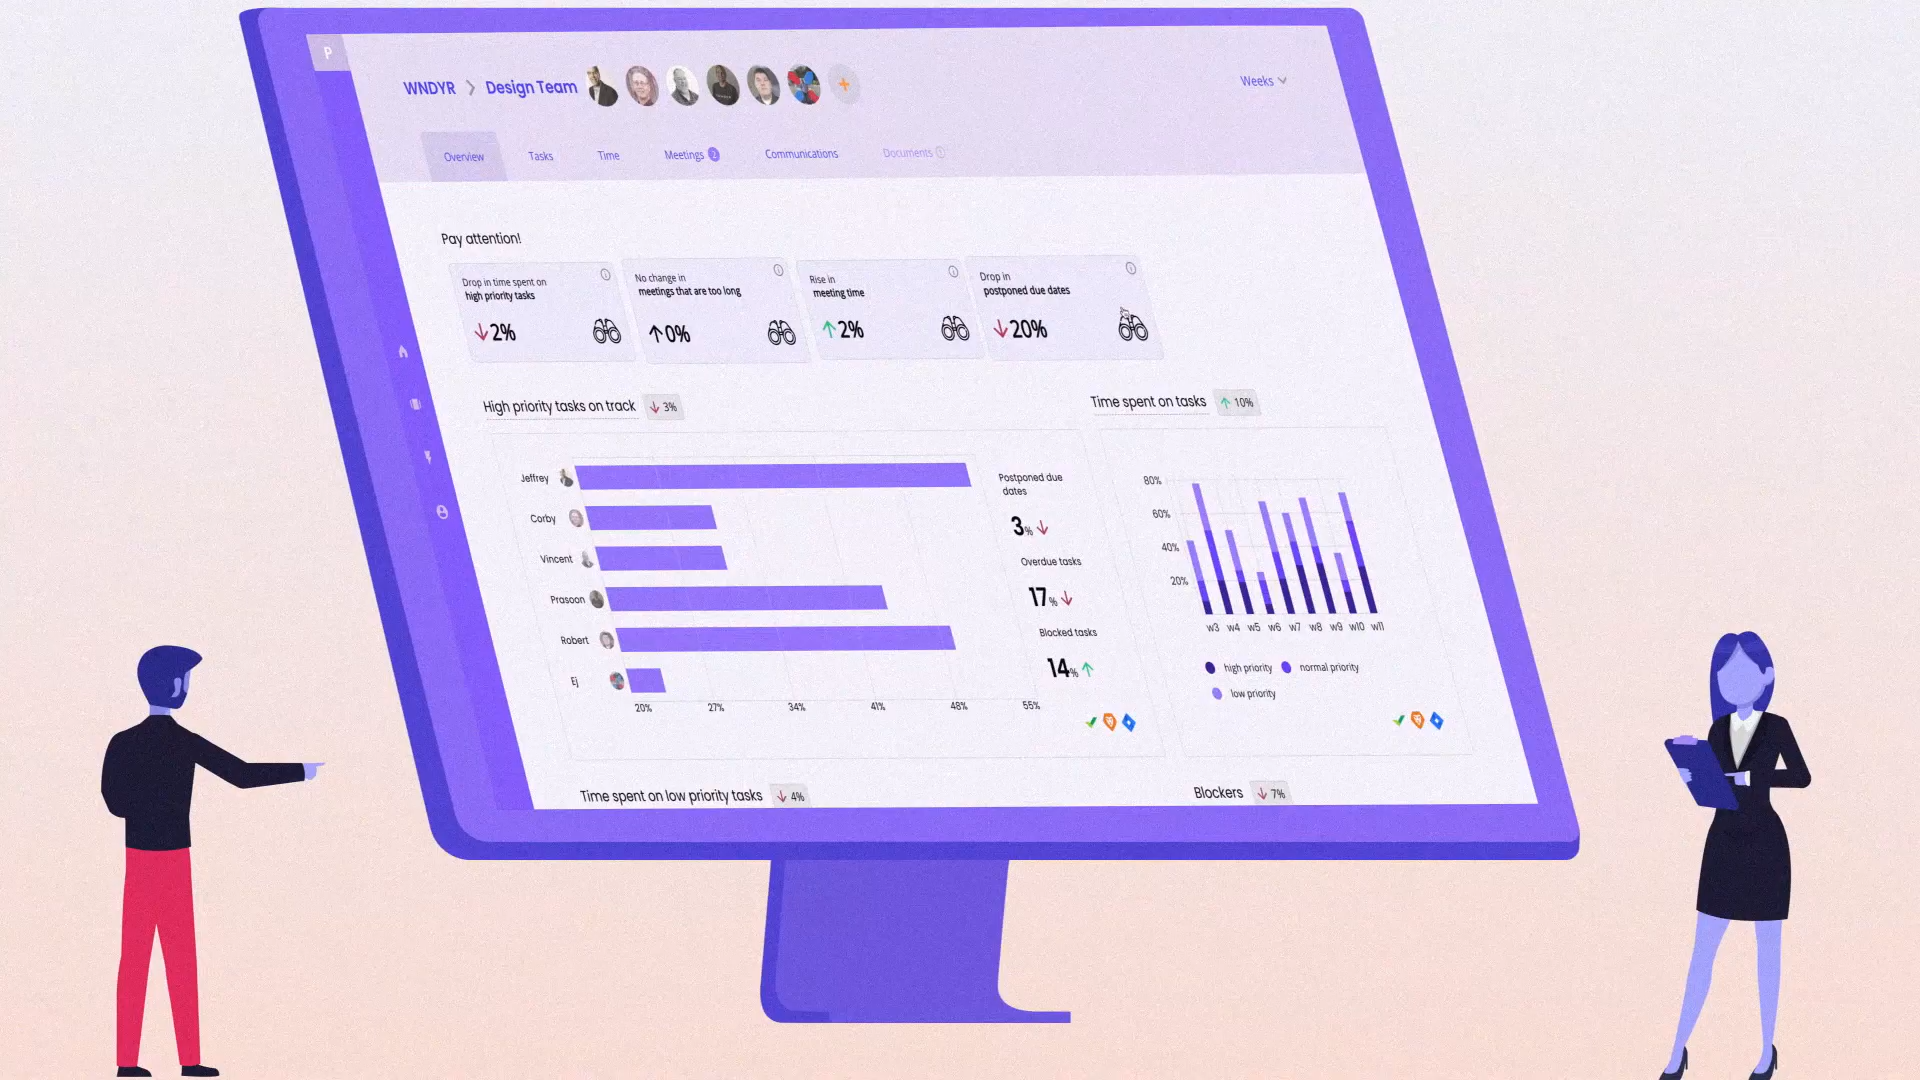 P
WNDYR > Design Team
Weeks
Overview Tasks Time Meetings Communications Documents
Pay attention!
Drop in time spent on
high priority tasks
2%
No change in
meetings that are too long
0%
Rise in
meeting time
2%
Drop in
postponed due dates
20%
High priority tasks on track 3%
Jeffrey
Corby
Vincent
Prasoon
Robert
Ej
20% 27% 34% 41% 48% 55%
Postponed due
dates
3%
Overdue tasks
17%
Blocked tasks
14%
Time spent on tasks 10%
80%
60%
40%
20%
w3 w4 w5 w6 w7 w8 w9 w10 w11
high priority normal priority
low priority
Time spent on low priority tasks 4%
Blockers 7%